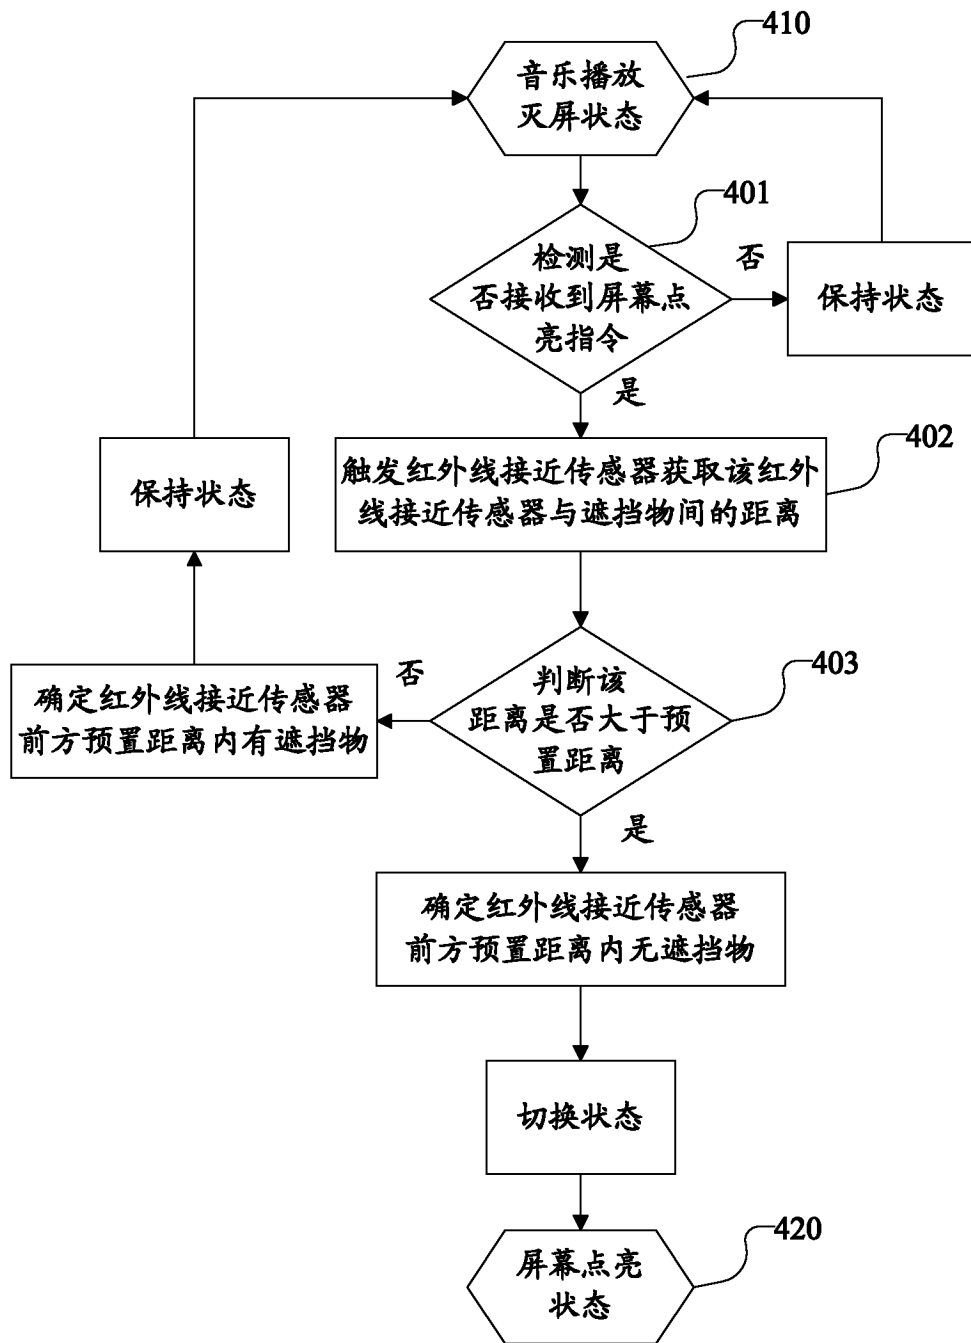 410
音乐播放
灭屏状态
401
检测是
否接收到屏幕点
亮指令
否
保持状态
是
402
触发红外线接近传感器获取该红外
线接近传感器与遮挡物间的距离
保持状态
403
判断该
距离是否大于预
置距离
否
确定红外线接近传感器
前方预置距离内有遮挡物
是
确定红外线接近传感器
前方预置距离内无遮挡物
切换状态
420
屏幕点亮
状态